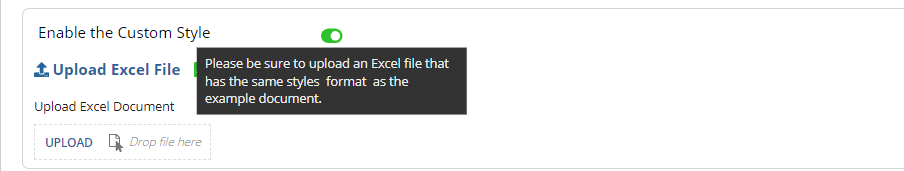 Enable the Custom Style
Upload Excel File
Please be sure to upload an Excel file that
has the same styles  format  as the
example document.
Upload Excel Document
UPLOAD Drop file here